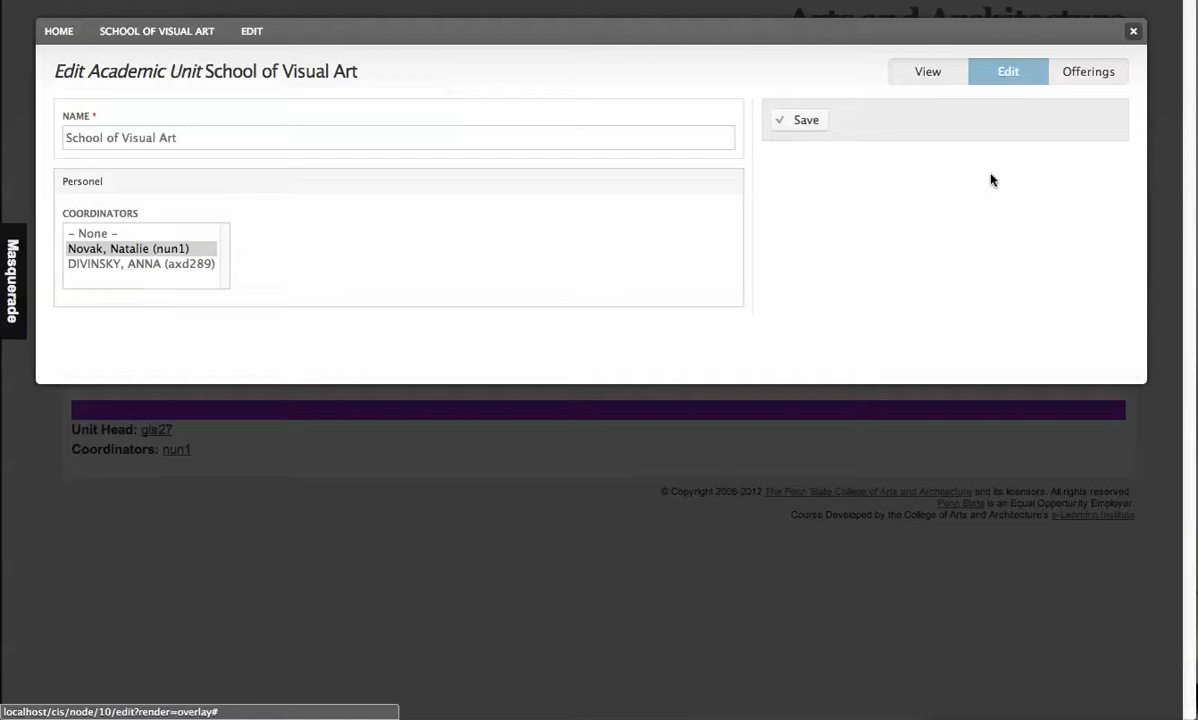 Arts and Architecture
HOME SCHOOL OF VISUAL ART EDIT
Edit Academic Unit School of Visual Art
View Edit Offerings
NAME *
School of Visual Art
Save
Personel
COORDINATORS
- None -
Novak, Natalie (nun1)
DIVINSKY, ANNA (axd289)
Masquerade
Unit Head: gls27
Coordinators: nun1
© Copyright 2006-2012 The Penn State College of Arts and Architecture and its licensors. All rights reserved.
Penn State is an Equal Opportunity Employer.
Course Developed by the College of Arts and Architecture's e-Learning Institute
localhost/cis/node/10/edit?render=overlay#